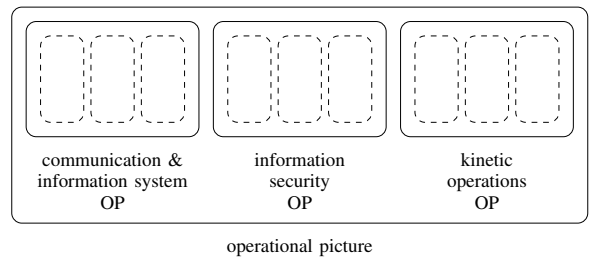 communication &
information system
OP
information
security
OP
kinetic
operations
OP
operational picture